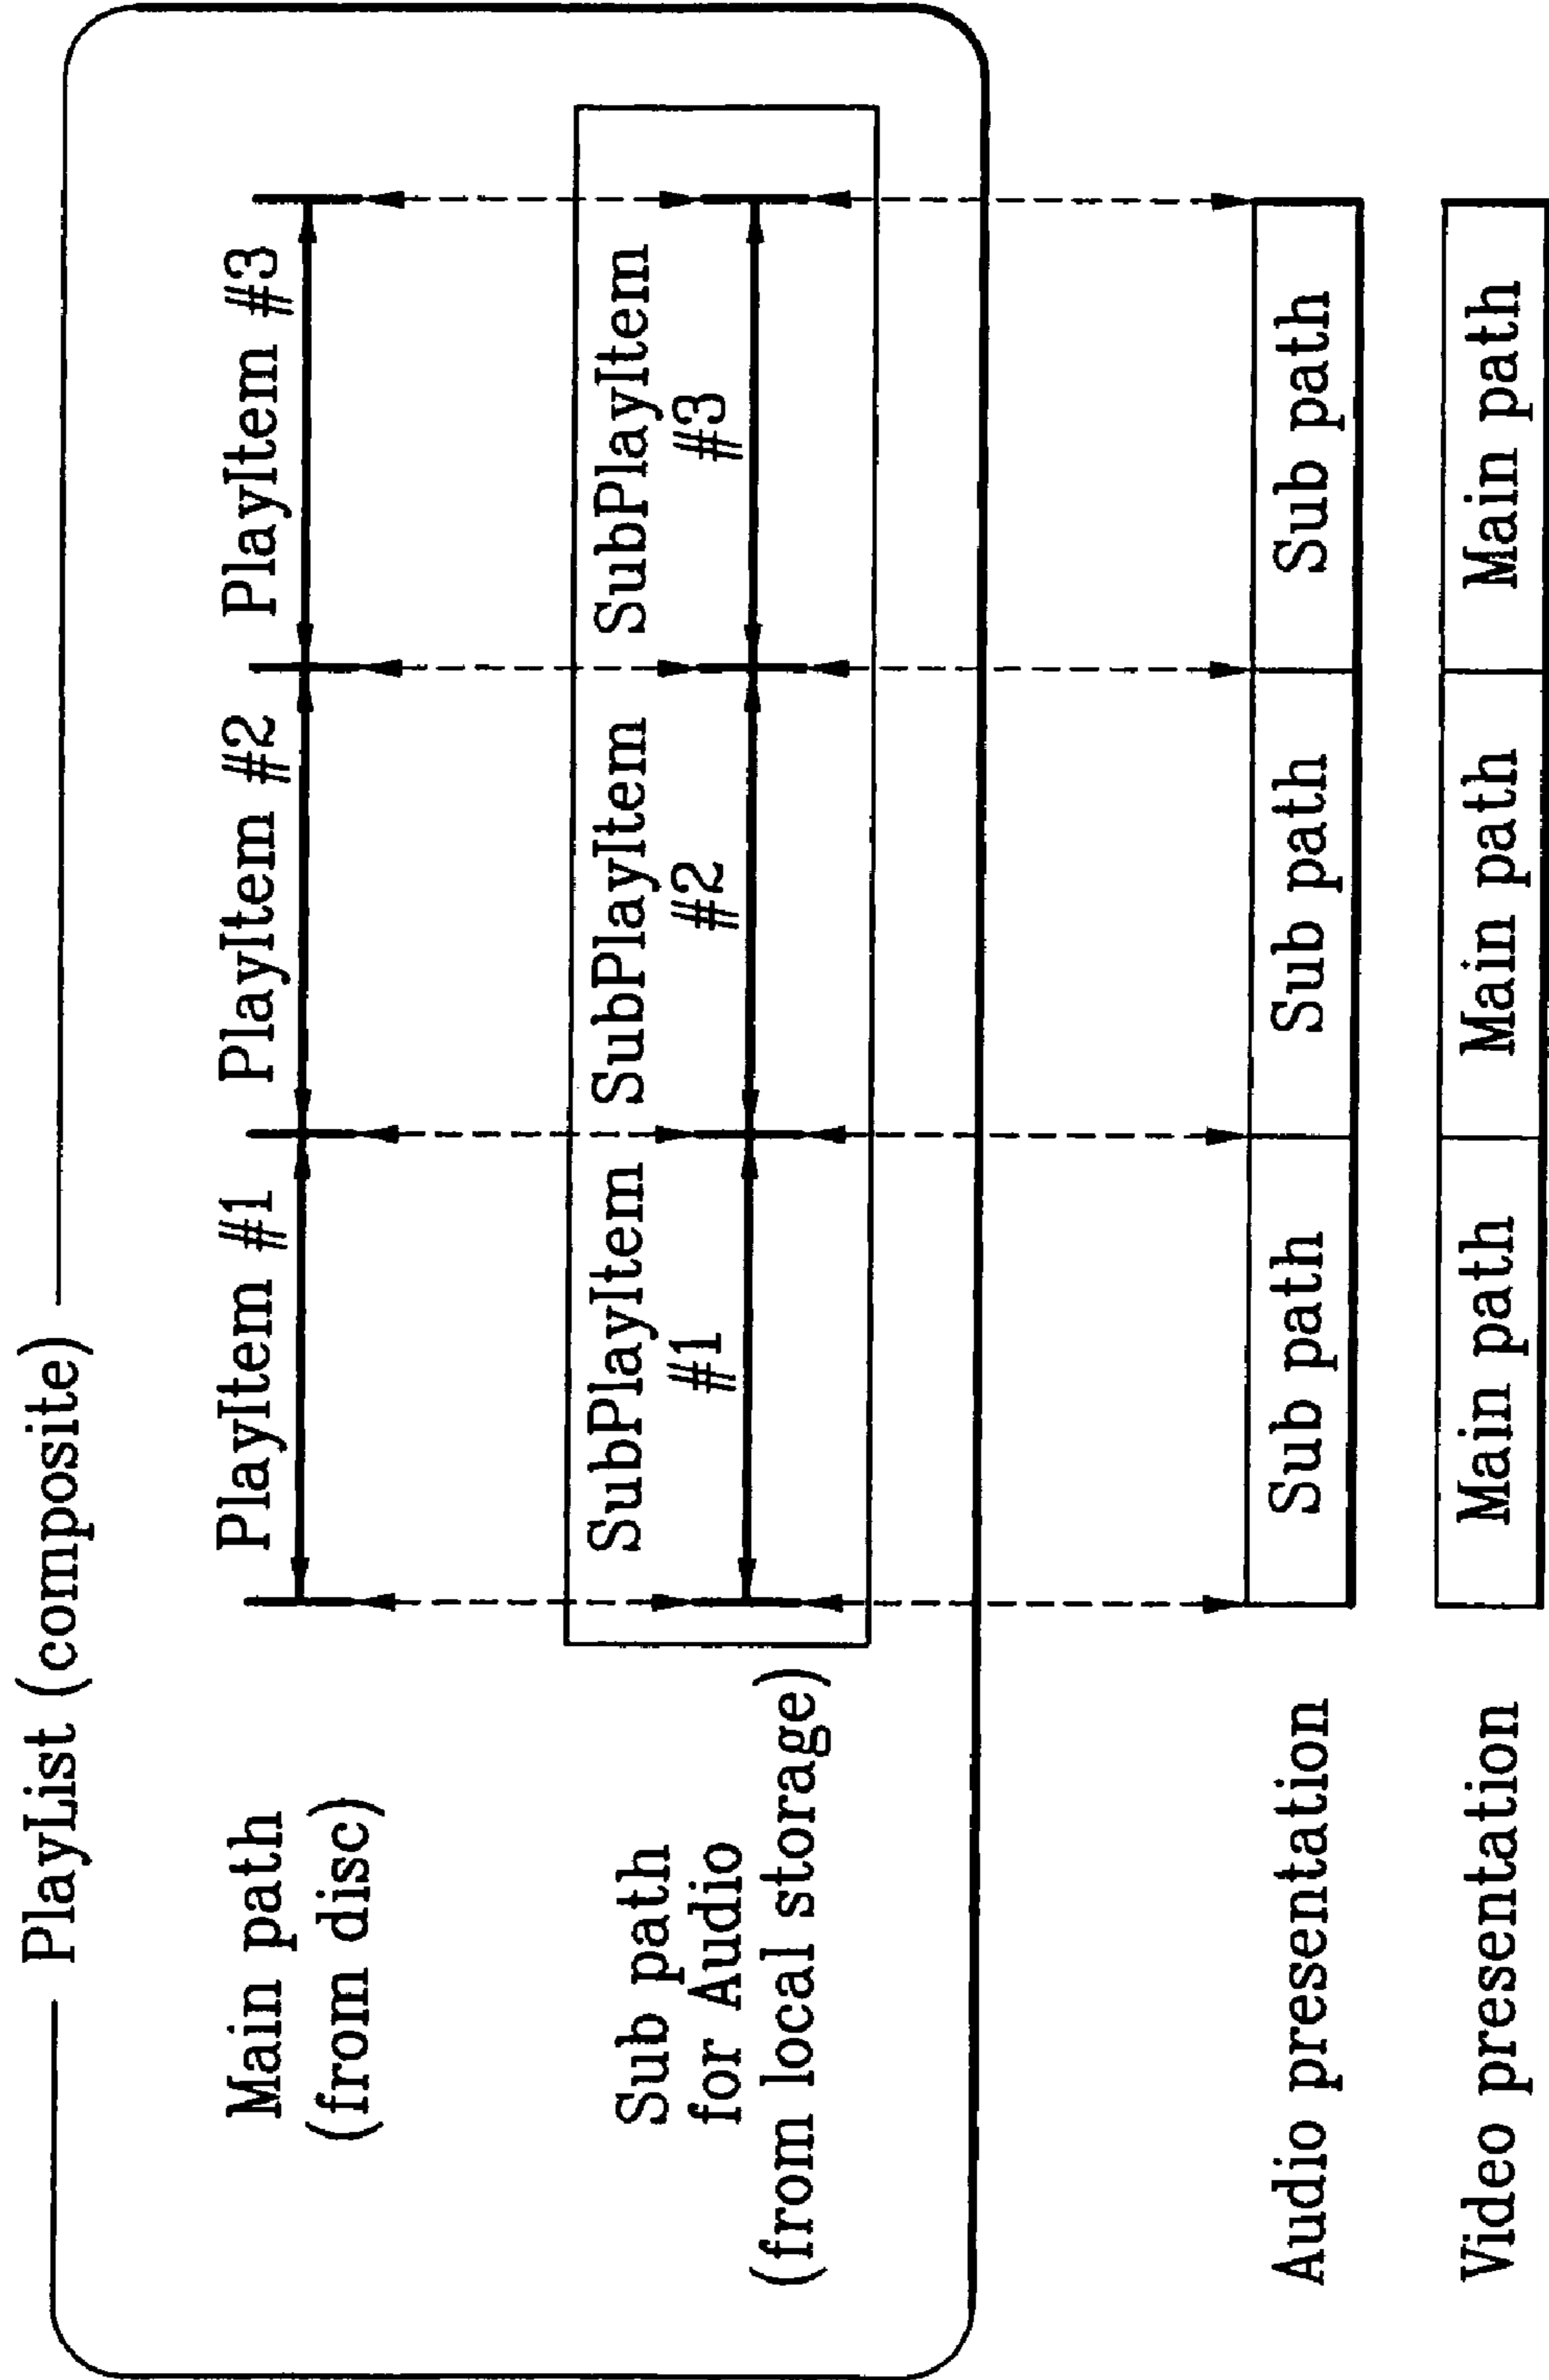 PlayList (composite)
Main path
(from disc)
PlayItem #1
PlayItem #2
PlayItem #3
Sub path
for Audio
(from local storage)
SubPlayItem
#1
SubPlayItem
#2
SubPlayItem
#3
Audio presentation
Sub path
Sub path
Sub path
Video presentation
Main path
Main path
Main path